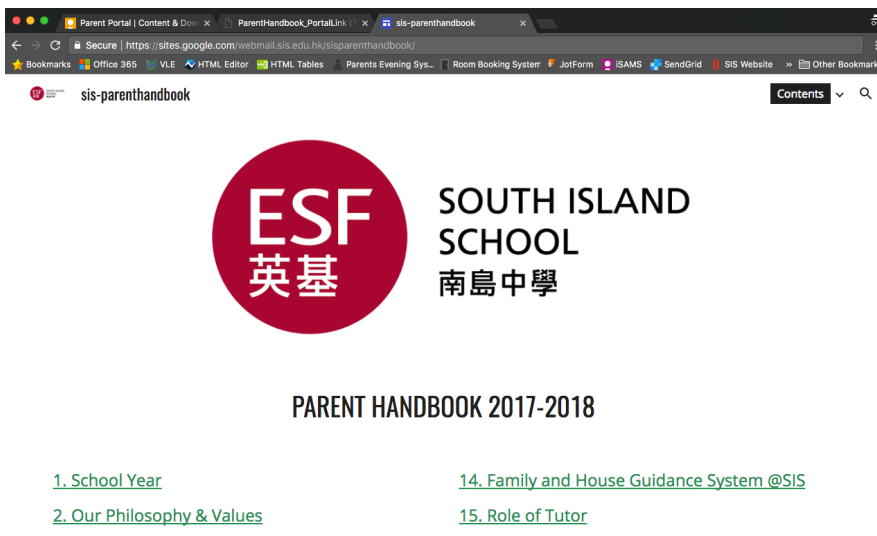 Parent Portal | Content & Dow
ParentHandbook_PortalLink (1
sis-parenthandbook
Secure | https://sites.google.com/webmail.sis.edu.hk/sisparenthandbook/
Bookmarks Office 365 VLE HTML Editor HTML Tables Parents Evening Sys... Room Booking System JotForm iSAMS SendGrid SIS Website » Other Bookmark
sis-parenthandbook
Contents
ESF
英基
SOUTH ISLAND
SCHOOL
南島中學
PARENT HANDBOOK 2017-2018
1. School Year
14. Family and House Guidance System @SIS
2. Our Philosophy & Values
15. Role of Tutor